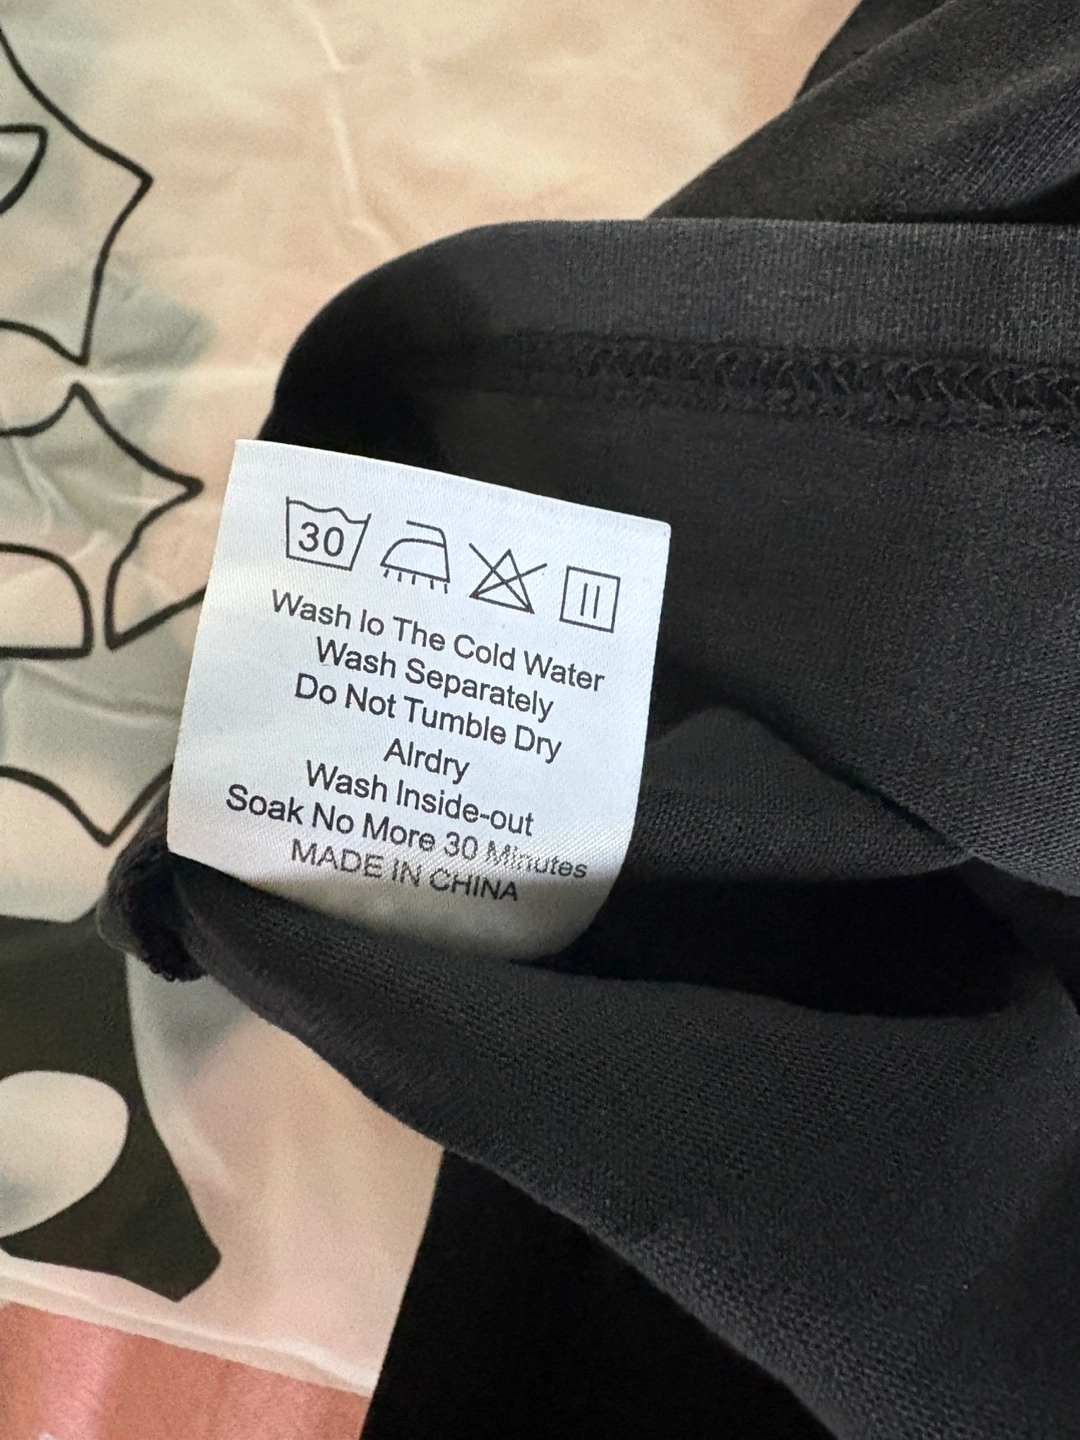 30
Wash Io The Cold Water
Wash Separately
Do Not Tumble Dry
AIrdry
Wash Inside-out
Soak No More 30 Minutes
MADE IN CHINA